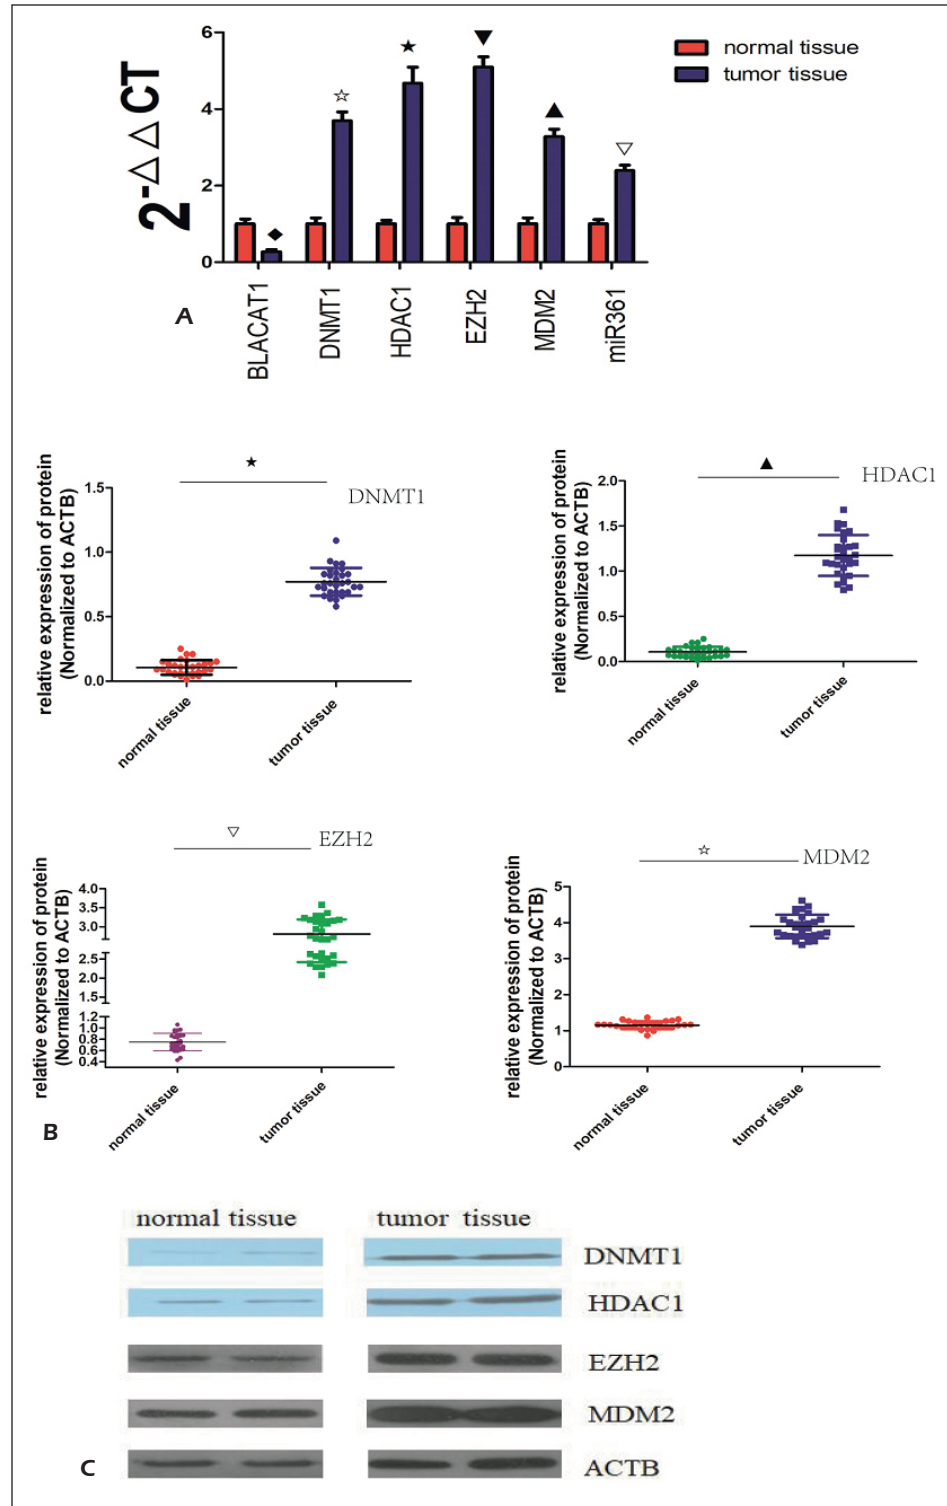 6
4
2
0
2-△△CT
normal tissue
tumor tissue
BLACAT1
DNMT1
HDAC1
EZH2
MDM2
miR361
A
relative expression of protein
(Normalized to ACTB)
1.5
1.0
0.5
0.0
DNMT1
normal tissue
tumor tissue
relative expression of protein
(Normalized to ACTB)
2.0
1.5
1.0
0.5
0.0
HDAC1
normal tissue
tumor tissue
relative expression of protein
(Normalized to ACTB)
4.0
3.5
3.0
2.5
2.0
1.5
1.2
1.0
0.8
0.6
0.4
EZH2
normal tissue
tumor tissue
relative expression of protein
(Normalized to ACTB)
5
4
3
2
1
0
MDM2
normal tissue
tumor tissue
B
normal tissue
tumor tissue
DNMT1
HDAC1
EZH2
MDM2
ACTB
C